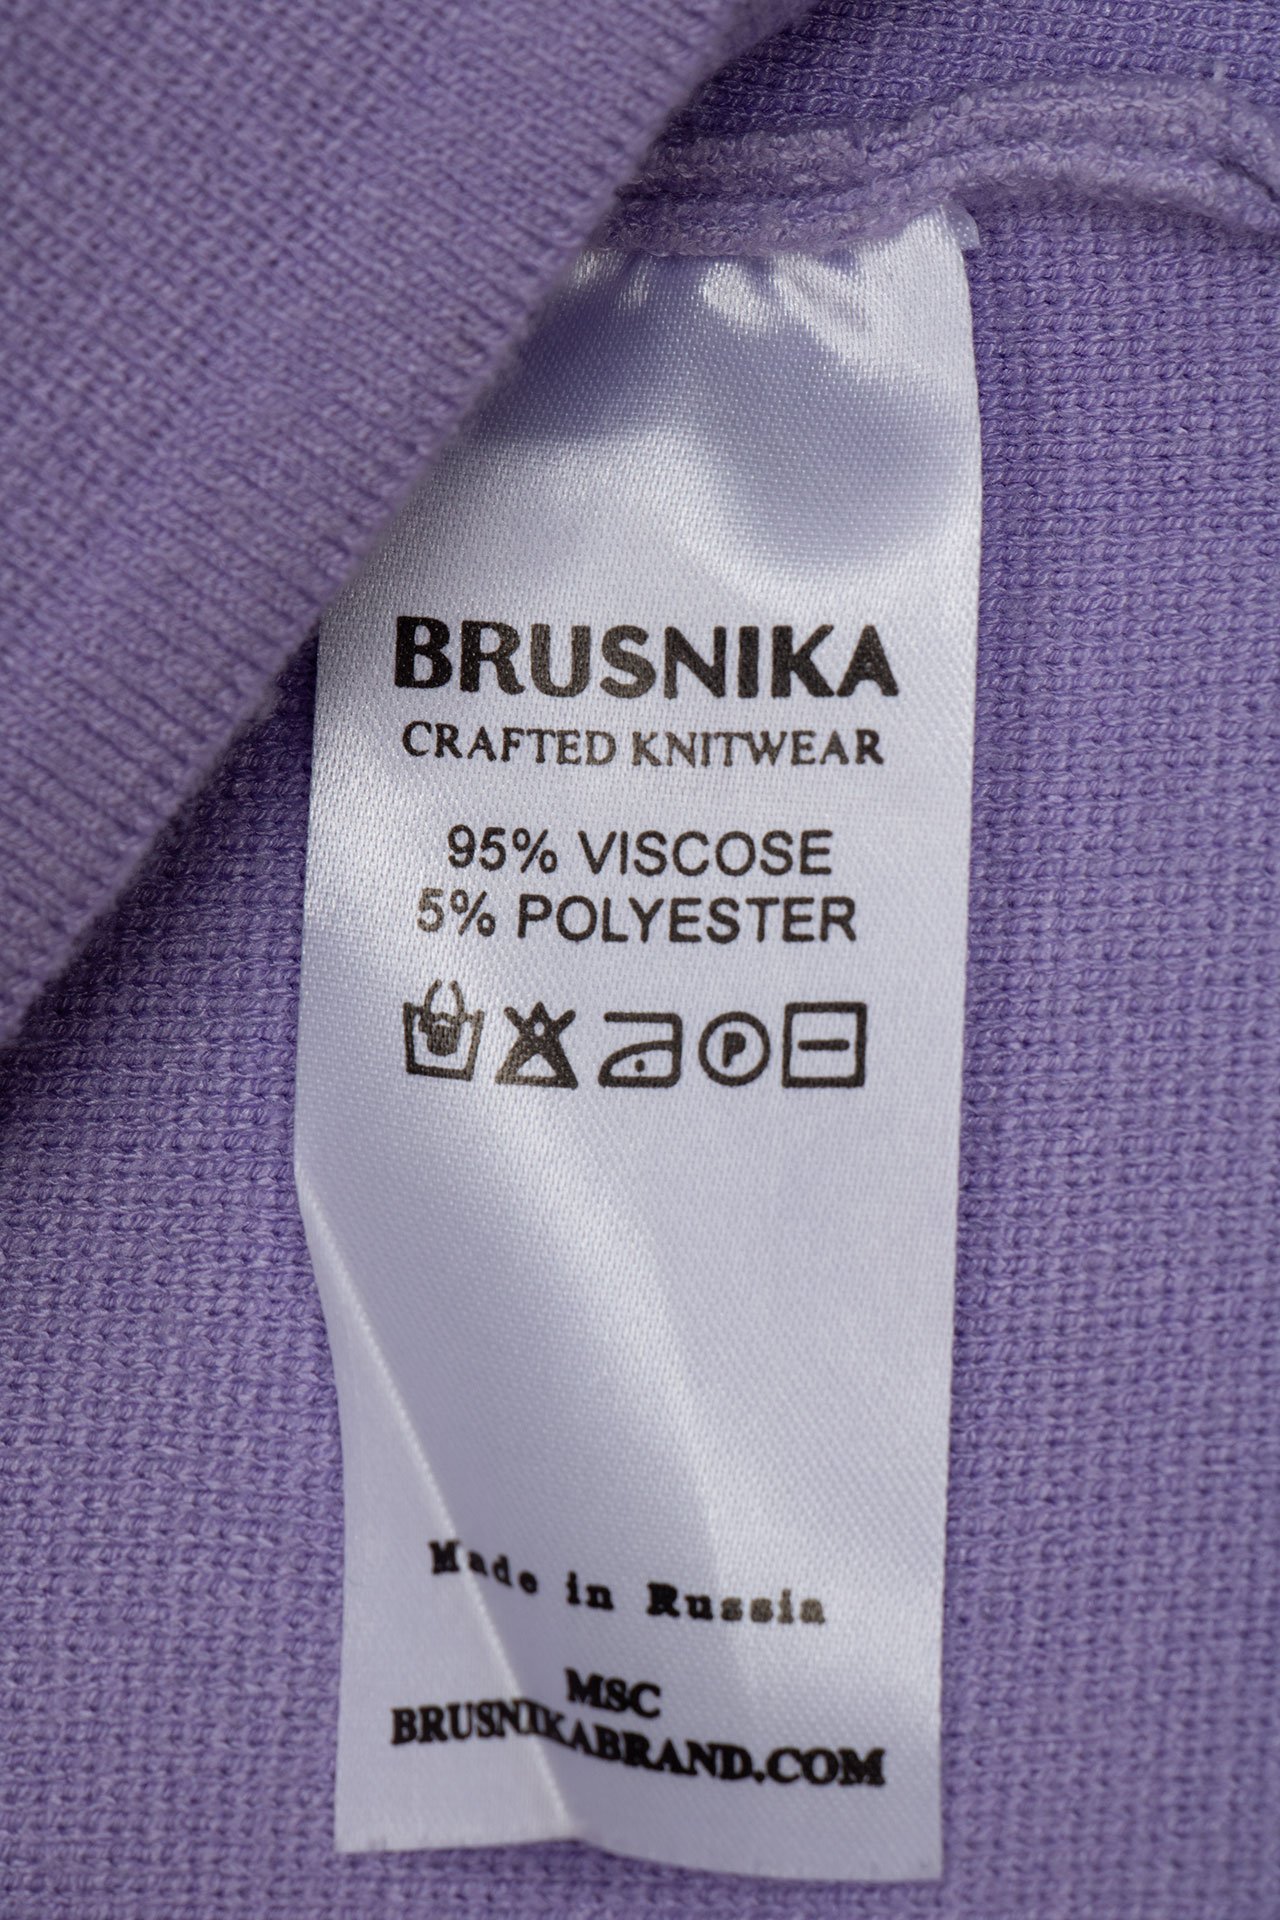 BRUSNIKA
CRAFTED KNITWEAR
95% VISCOSE
5% POLYESTER
P
Made in Russia
MSC
BRUSNIKABRAND.COM